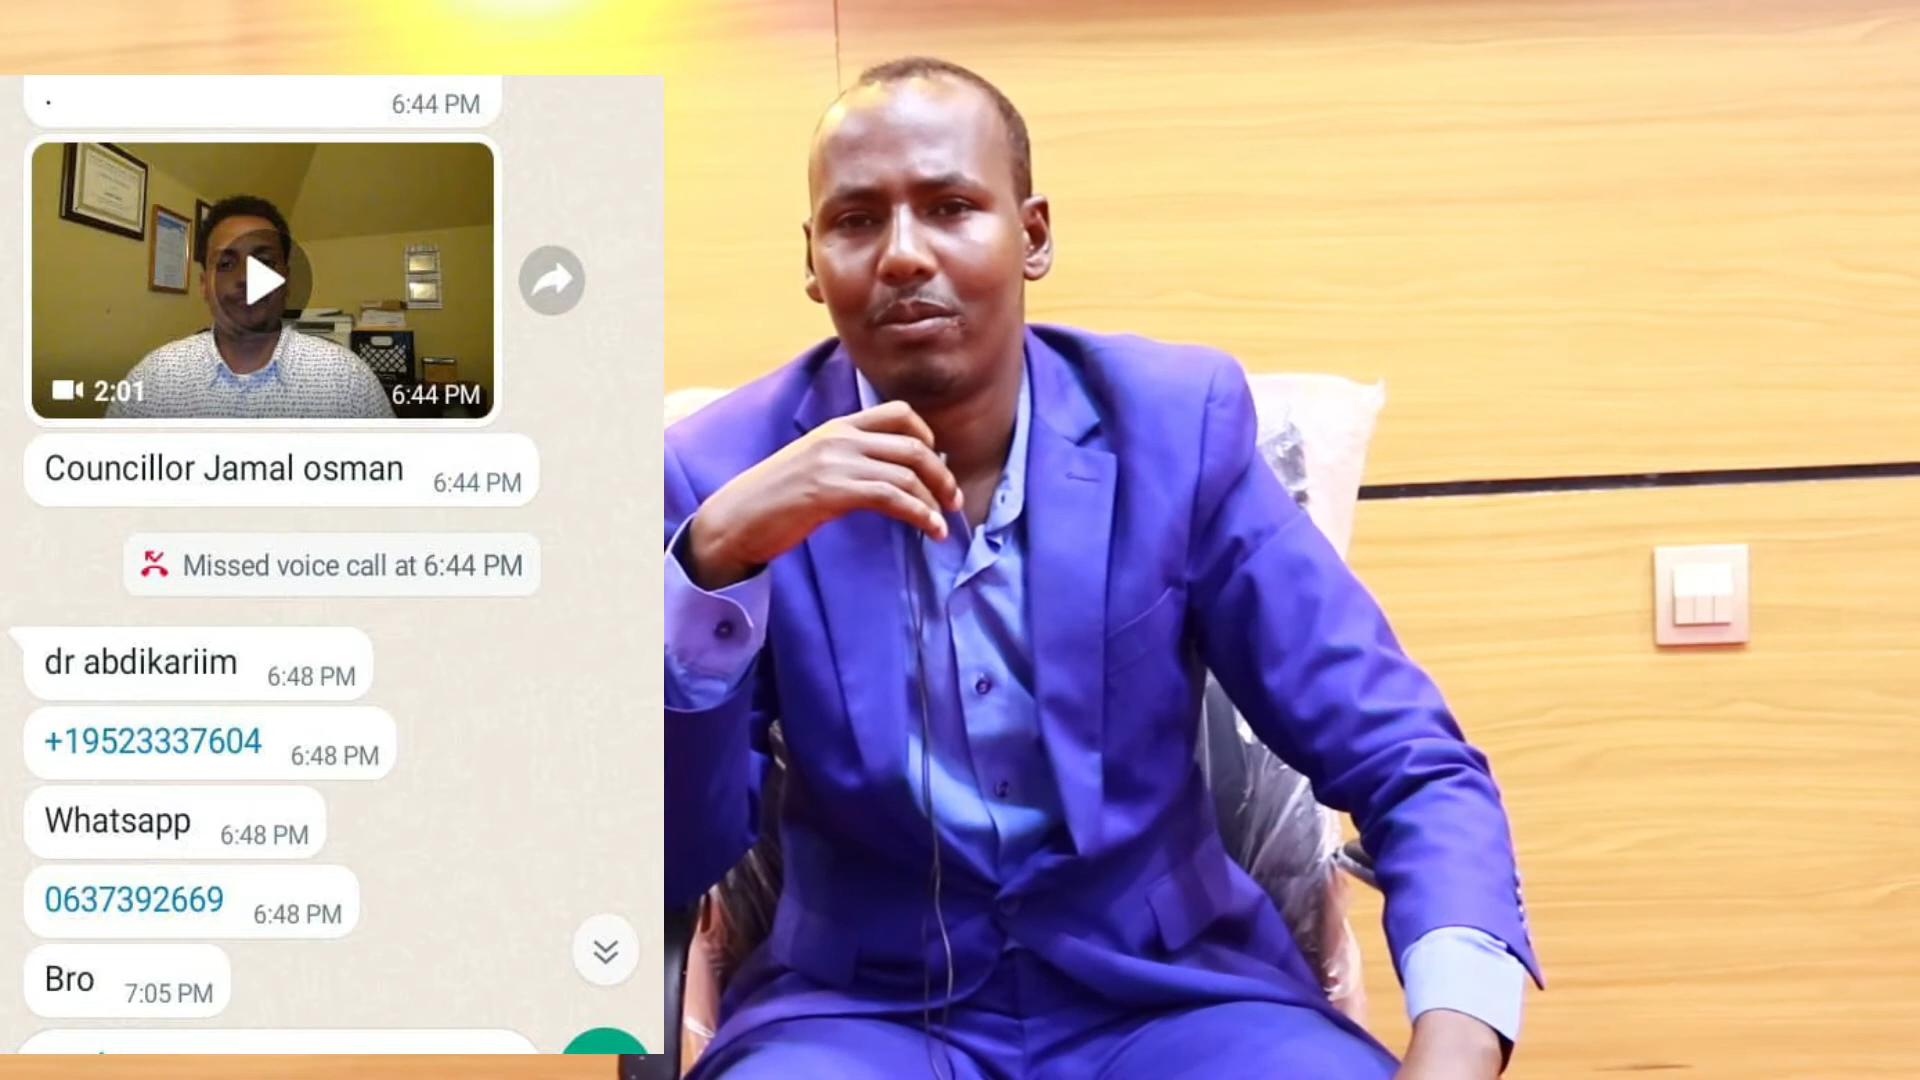 .
6:44 PM
2:01
6:44 PM
Councillor Jamal osman
6:44 PM
Missed voice call at 6:44 PM
dr abdikariim
6:48 PM
+19523337604
6:48 PM
Whatsapp
6:48 PM
0637392669
6:48 PM
Bro
7:05 PM